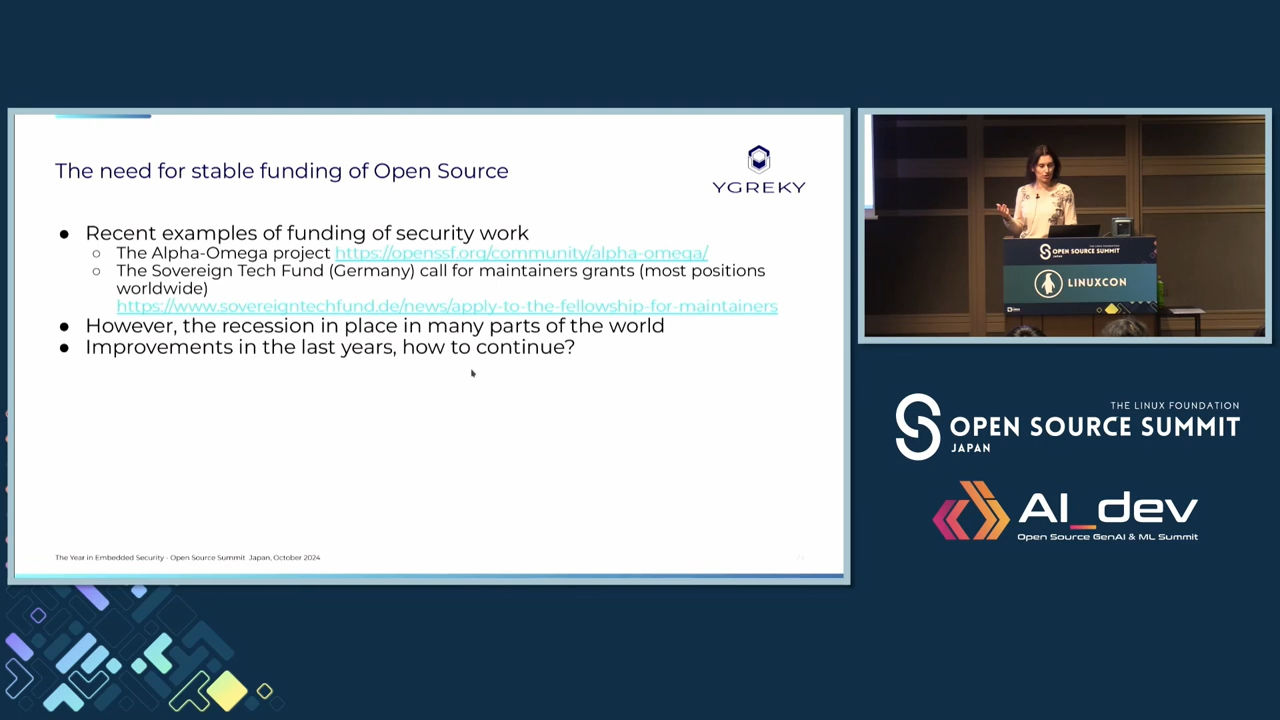 The need for stable funding of Open Source
YGREKY
● Recent examples of funding of security work
○ The Alpha-Omega project https://openssf.org/community/alpha-omega/
○ The Sovereign Tech Fund (Germany) call for maintainers grants (most positions
worldwide)
https://www.sovereigntechfund.de/news/apply-to-the-fellowship-for-maintainers
● However, the recession in place in many parts of the world
● Improvements in the last years, how to continue?
The Year in Embedded Security - Open Source Summit Japan, October 2024
OPEN SOURCE SUMMIT
JAPAN
LINUXCON
THE LINUX FOUNDATION
OPEN SOURCE SUMMIT
JAPAN
AI_dev
Open Source GenAI & ML Summit